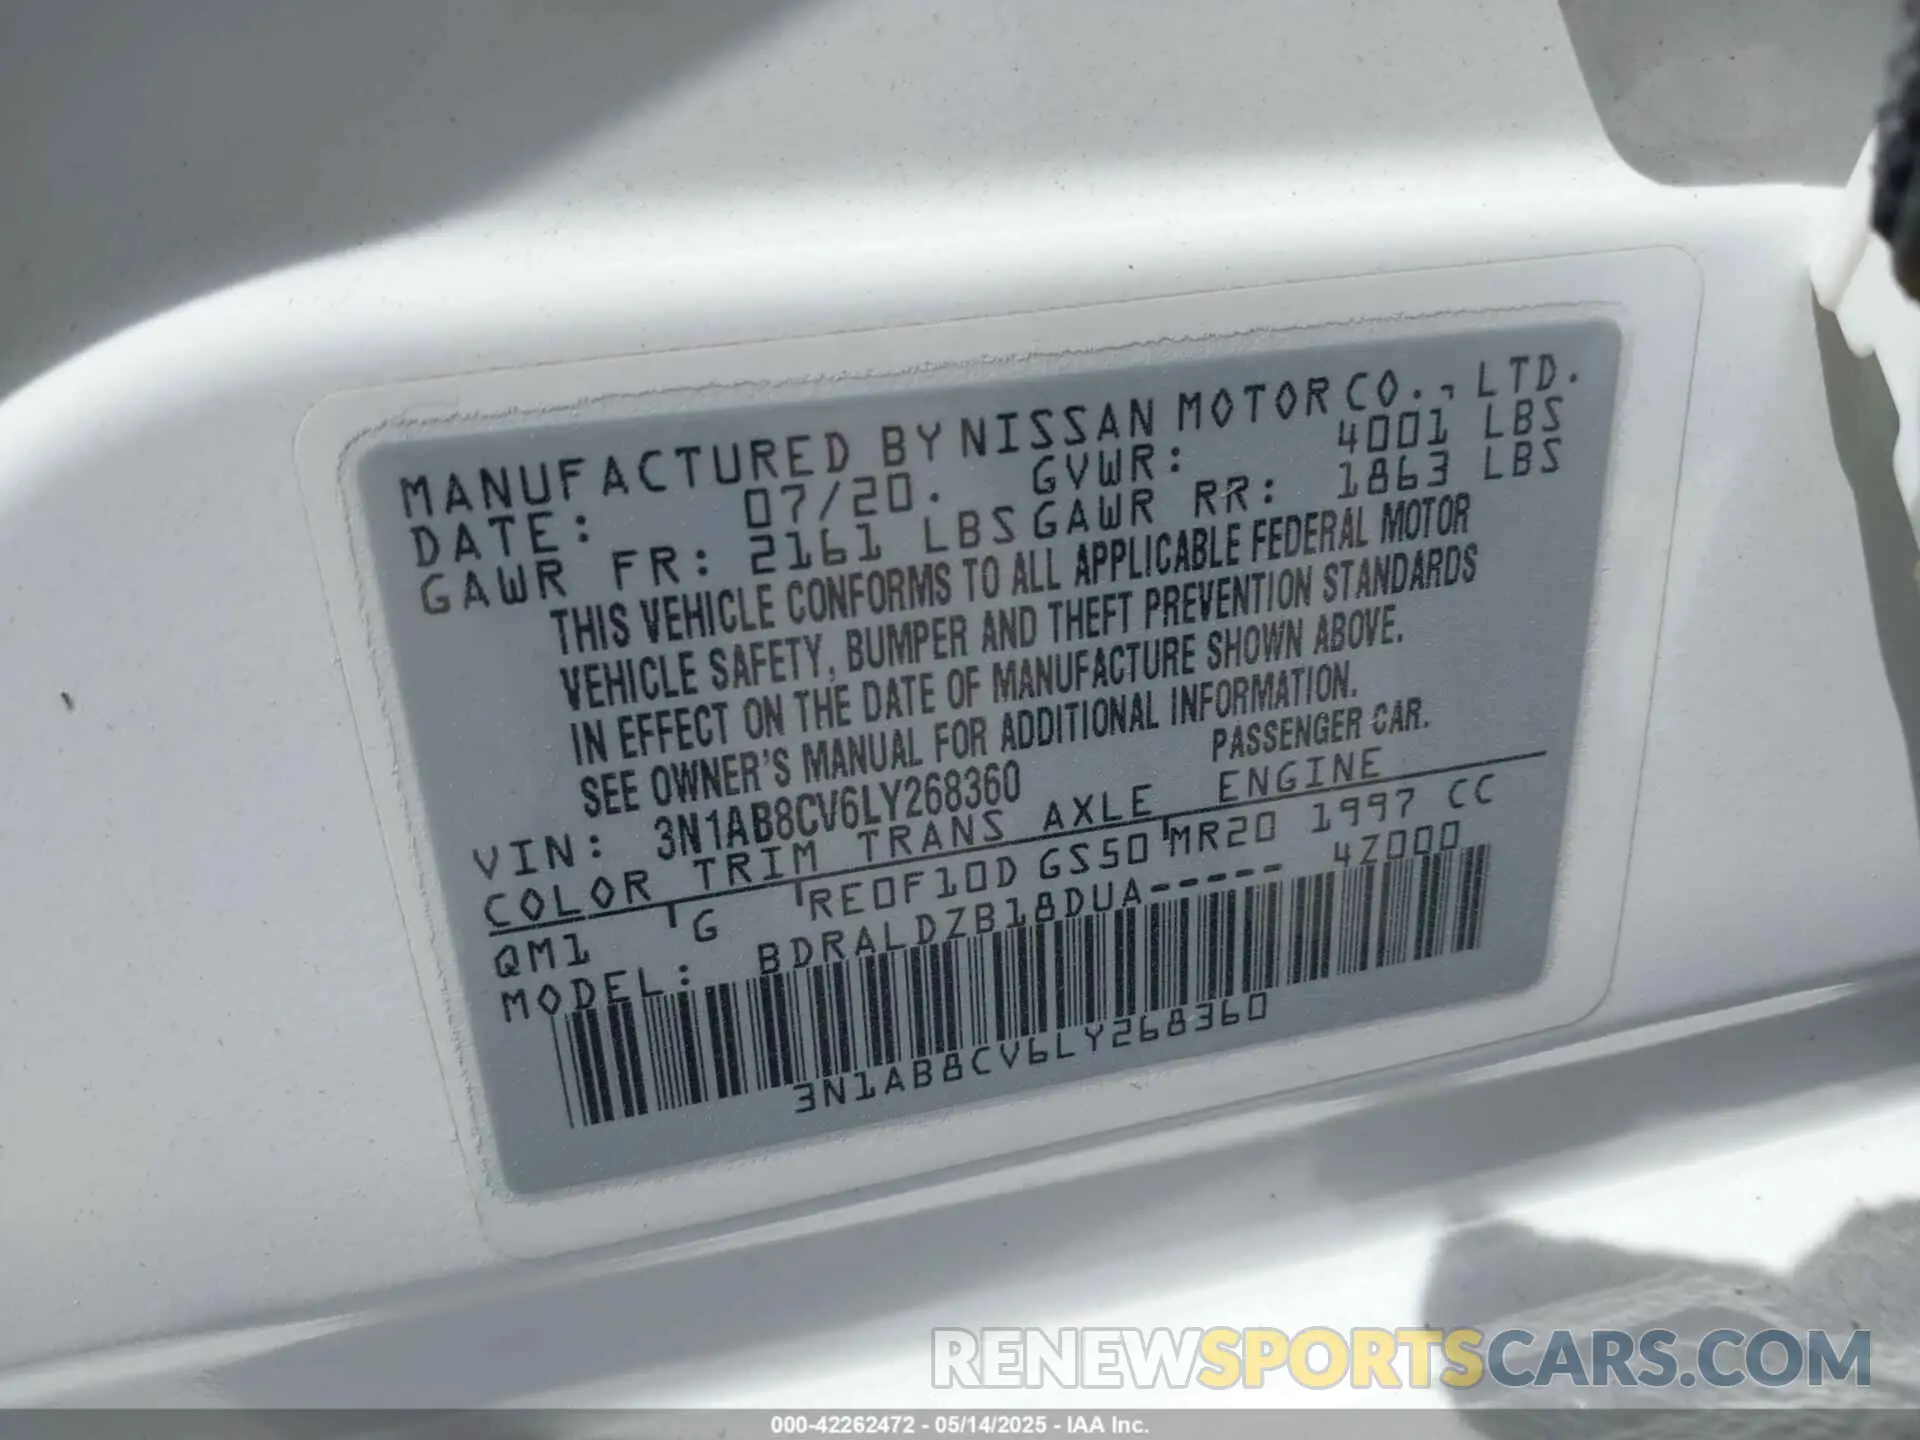 MANUFACTURED BY NISSAN MOTOR CO., LTD.
DATE: 07/20. GVWR: 4001 LBS
GAWR FR: 2161 LBS GAWR RR: 1863 LBS
THIS VEHICLE CONFORMS TO ALL APPLICABLE FEDERAL MOTOR
VEHICLE SAFETY, BUMPER AND THEFT PREVENTION STANDARDS
IN EFFECT ON THE DATE OF MANUFACTURE SHOWN ABOVE.
SEE OWNER'S MANUAL FOR ADDITIONAL INFORMATION.
VIN: 3N1AB8CV6LY268360 PASSENGER CAR.
COLOR TRIM TRANS AXLE ENGINE
QM1 G RE0F10D GS50 MR20 1997 CC
MODEL: BDRALDZB18DUA----- 4Z000
3N1AB8CV6LY268360
RENEWSPORTSCARS.COM
000-42262472 - 05/14/2025 - IAA Inc.